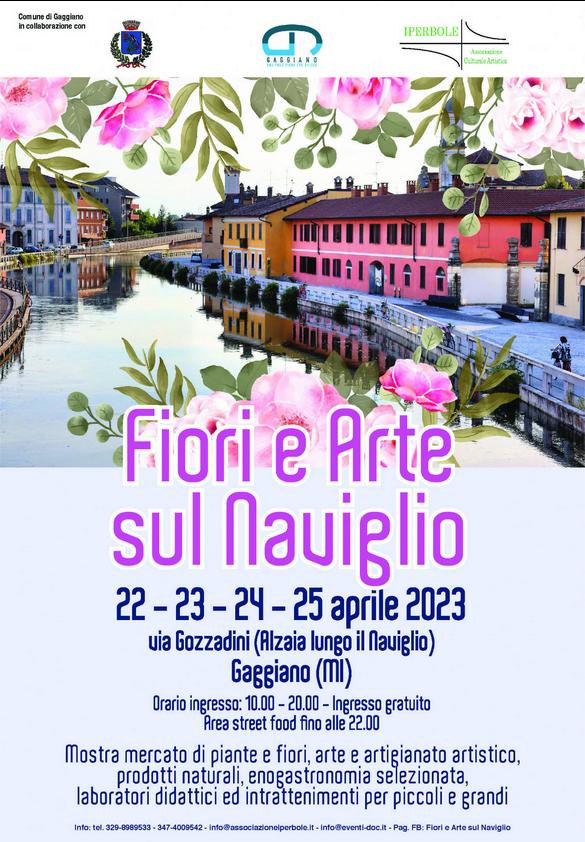 Comune di Gaggiano
in collaborazione con
GAGGIANO
IPERBOLE
Associazione
Culturale Artistica
Fiori e Arte
sul Naviglio
22 - 23 - 24 - 25 aprile 2023
via Gozzadini (Alzaia lungo il Naviglio)
Gaggiano (MI)
Orario ingresso: 10.00 - 20.00 - Ingresso gratuito
Area street food fino alle 22.00
Mostra mercato di piante e fiori, arte e artigianato artistico,
prodotti naturali, enogastronomia selezionata,
laboratori didattici ed intrattenimenti per piccoli e grandi
Info: tel. 329-8989533 - 347-4009542 - info@associazioneiperbole.it - info@eventi-doc.it - Pag. FB: Fiori e Arte sul Naviglio